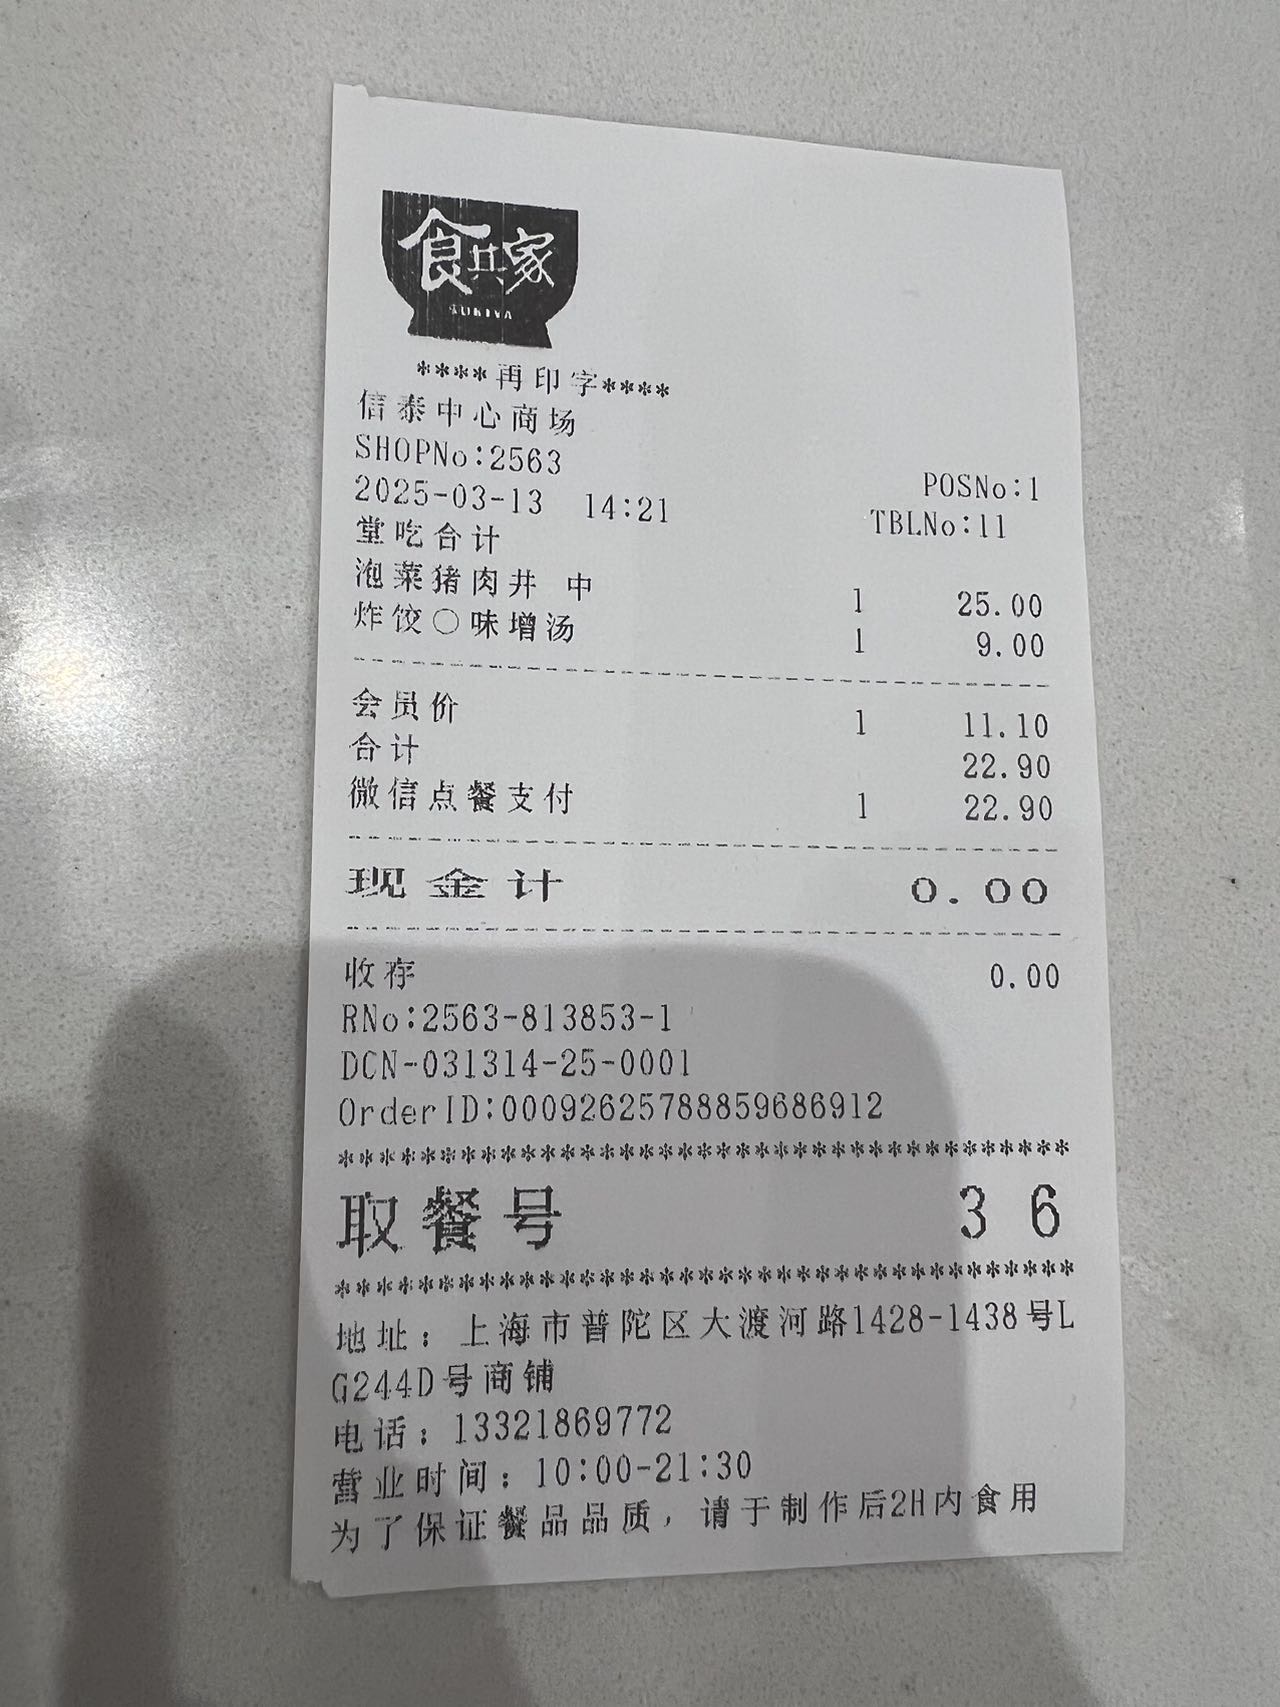 食其家
SUKIYA
****再印字****
信泰中心商场
SHOPNo:2563 POSNo:1
2025-03-13 14:21 TBLNo:11
堂吃合计
泡菜猪肉丼 中 1 25.00
炸饺○味增汤 1 9.00
会员价 1 11.10
合计 22.90
微信点餐支付 1 22.90
现金计 0.00
收存 0.00
RNo:2563-813853-1
DCN-031314-25-0001
OrderID:00092625788859686912
*************************************
取餐号 36
*************************************
地址：上海市普陀区大渡河路1428-1438号L
G244D号商铺
电话：13321869772
营业时间：10:00-21:30
为了保证餐品品质，请于制作后2H内食用